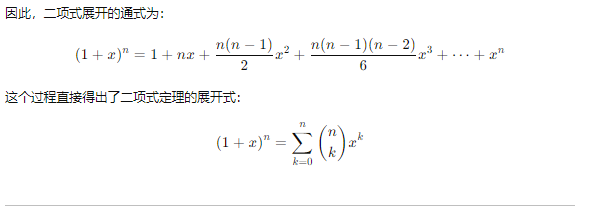 因此，二项式展开的通式为：
(1 + x)^n = 1 + nx + \frac{n(n − 1)}{2}x^2 + \frac{n(n − 1)(n − 2)}{6}x^3 + ⋯ + x^n
这个过程直接得出了二项式定理的展开式：
(1 + x)^n = \sum_{k=0}^{n} \binom{n}{k} x^k